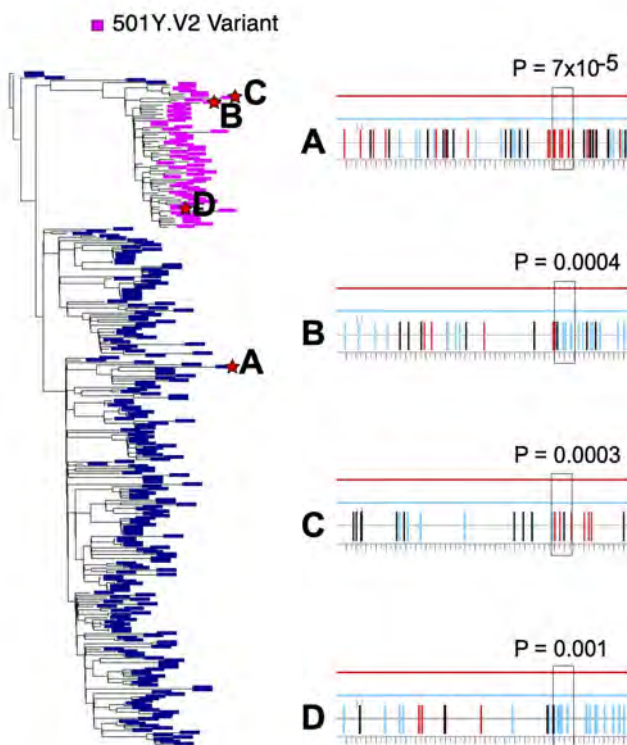 501Y.V2 Variant
C
B
D
A
P = 7x10-5
A
P = 0.0004
B
P = 0.0003
C
P = 0.001
D